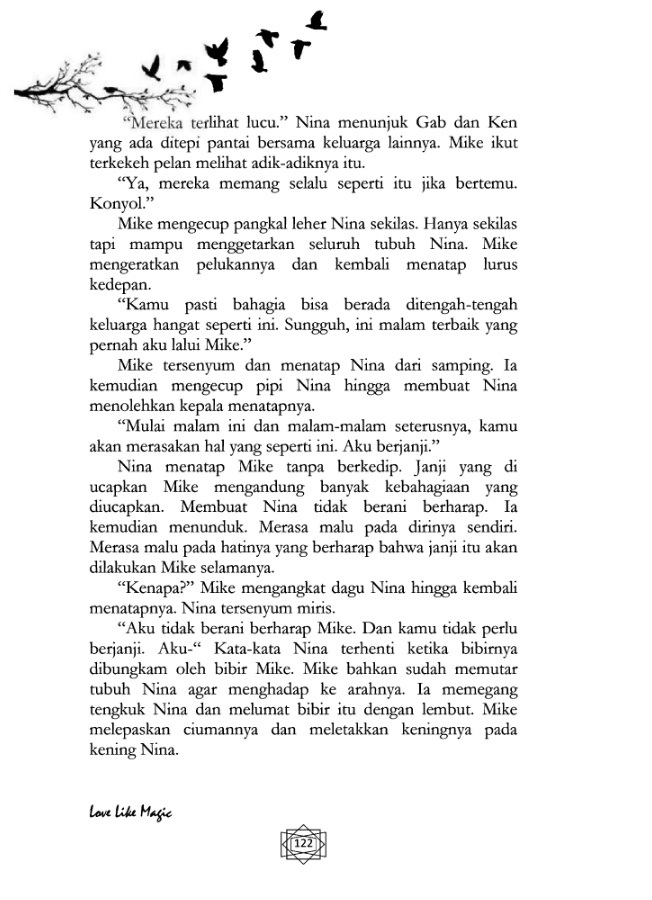 “Mereka terlihat lucu.” Nina menunjuk Gab dan Ken
yang ada ditepi pantai bersama keluarga lainnya. Mike ikut
terkekeh pelan melihat adik-adiknya itu.
“Ya, mereka memang selalu seperti itu jika bertemu.
Konyol.”
Mike mengecup pangkal leher Nina sekilas. Hanya sekilas
tapi mampu menggetarkan seluruh tubuh Nina. Mike
mengeratkan pelukannya dan kembali menatap lurus
kedepan.
“Kamu pasti bahagia bisa berada ditengah-tengah
keluarga hangat seperti ini. Sungguh, ini malam terbaik yang
pernah aku lalui Mike.”
Mike tersenyum dan menatap Nina dari samping. Ia
kemudian mengecup pipi Nina hingga membuat Nina
menolehkan kepala menatapnya.
“Mulai malam ini dan malam-malam seterusnya, kamu
akan merasakan hal yang seperti ini. Aku berjanji.”
Nina menatap Mike tanpa berkedip. Janji yang di
ucapkan Mike mengandung banyak kebahagiaan yang
diucapkan. Membuat Nina tidak berani berharap. Ia
kemudian menunduk. Merasa malu pada dirinya sendiri.
Merasa malu pada hatinya yang berharap bahwa janji itu akan
dilakukan Mike selamanya.
“Kenapa?” Mike mengangkat dagu Nina hingga kembali
menatapnya. Nina tersenyum miris.
“Aku tidak berani berharap Mike. Dan kamu tidak perlu
berjanji. Aku-“ Kata-kata Nina terhenti ketika bibirnya
dibungkam oleh bibir Mike. Mike bahkan sudah memutar
tubuh Nina agar menghadap ke arahnya. Ia memegang
tengkuk Nina dan melumat bibir itu dengan lembut. Mike
melepaskan ciumannya dan meletakkan keningnya pada
kening Nina.
Love Like Magic
122